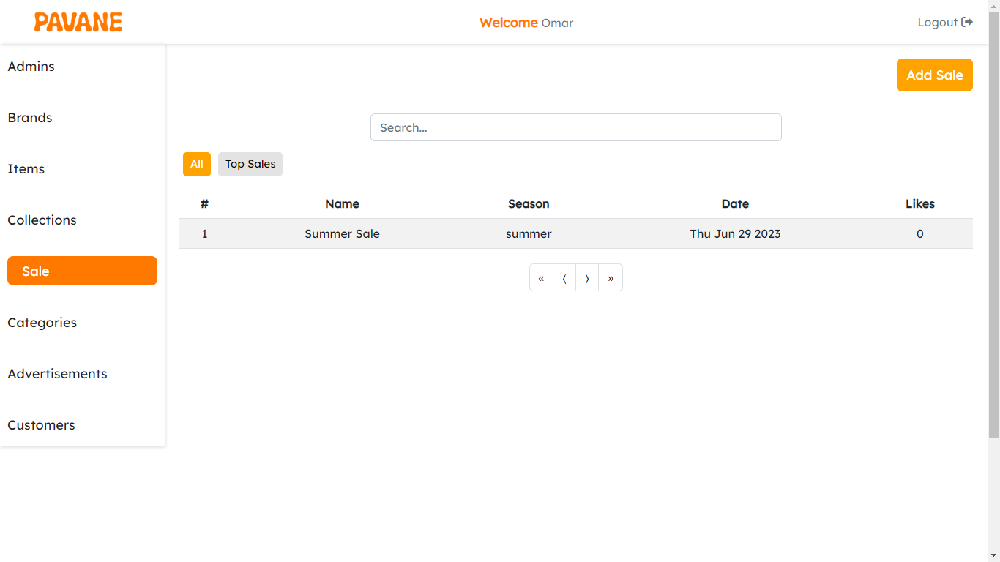 PAVANE
Welcome Omar
Logout
Admins
Brands
Items
Collections
Sale
Categories
Advertisements
Customers
Add Sale
Search...
All Top Sales
# Name Season Date Likes
1 Summer Sale summer Thu Jun 29 2023 0
« ⟨ ⟩ »